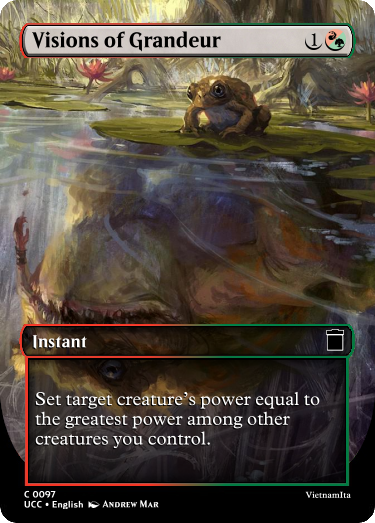 Visions of Grandeur 1
Instant
Set target creature's power equal to
the greatest power among other
creatures you control.
C 0097 VietnamIta
UCC • English Andrew Mar